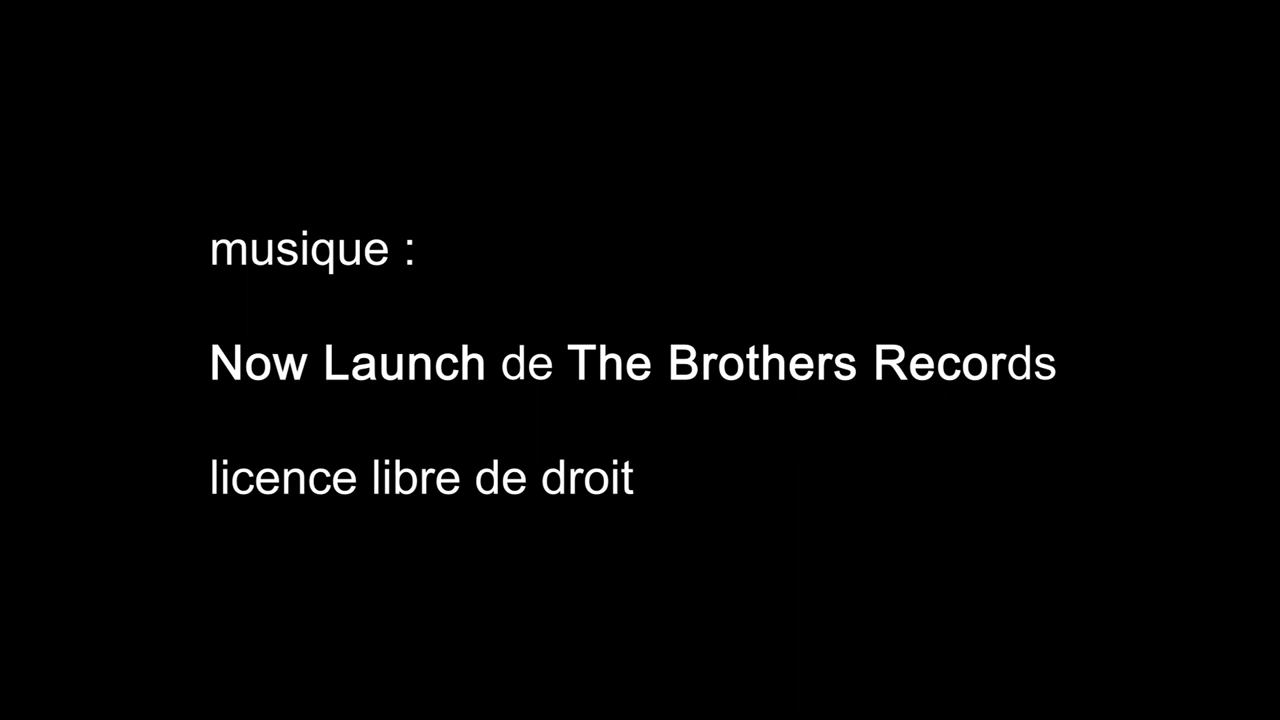 musique :
Now Launch de The Brothers Records
licence libre de droit